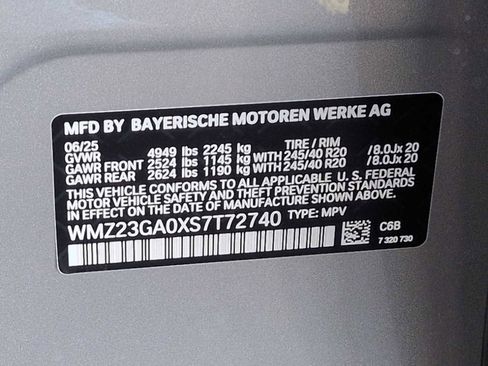 MFD BY BAYERISCHE MOTOREN WERKE AG
06/25 TIRE / RIM
GVWR 4949 lbs 2245 kg
GAWR FRONT 2524 lbs 1145 kg WITH 245/40 R20 /8.0Jx 20
GAWR REAR 2624 lbs 1190 kg WITH 245/40 R20 /8.0Jx 20
THIS VEHICLE CONFORMS TO ALL APPLICABLE U. S. FEDERAL
MOTOR VEHICLE SAFETY AND THEFT PREVENTION STANDARDS
IN EFFECT ON THE DATE OF MANUFACTURE SHOWN ABOVE.
WMZ23GA0XS7T72740 TYPE: MPV
C6B
7 320 730